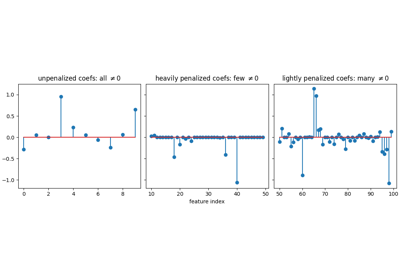 unpenalized coefs: all ≠0
heavily penalized coefs: few ≠0
lightly penalized coefs: many ≠0
1.0
0.5
0.0
−0.5
−1.0
0 2 4 6 8
10 20 30 40 50
50 60 70 80 90 100
feature index